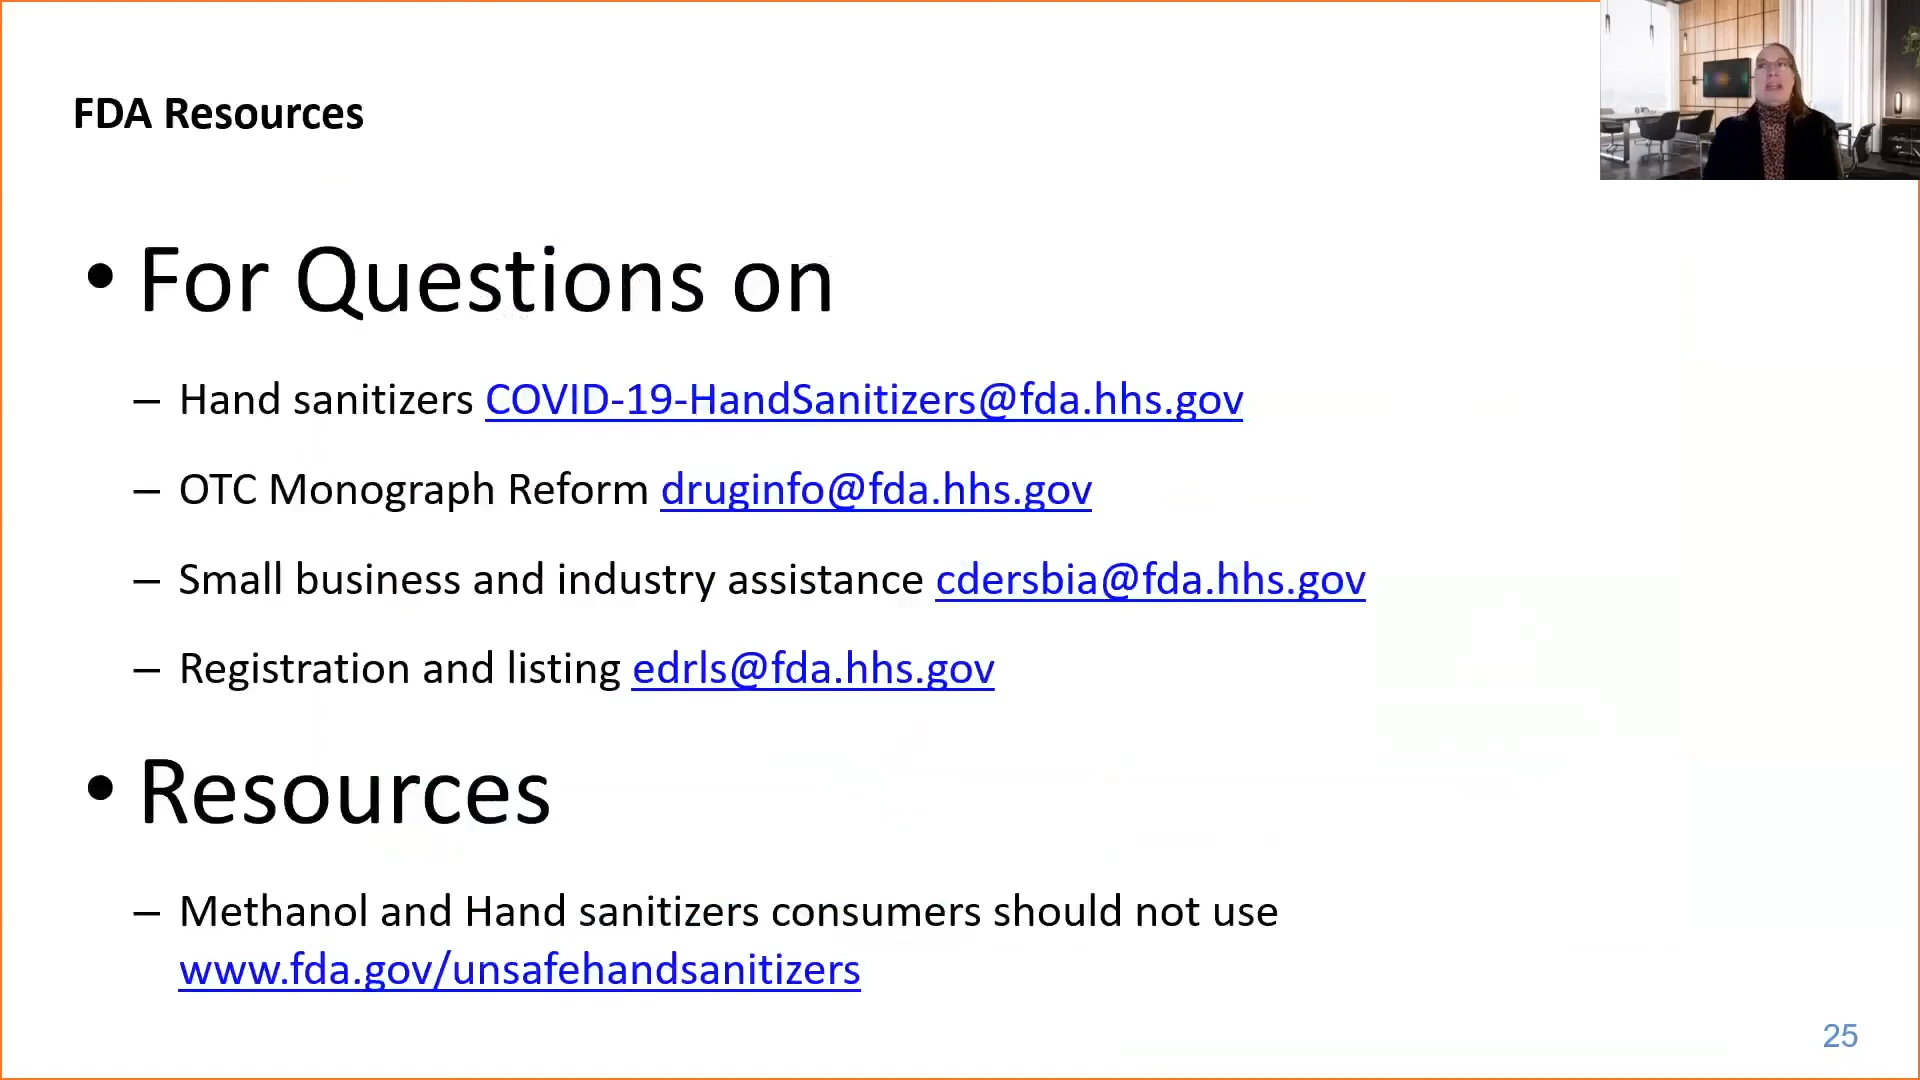 FDA Resources
• For Questions on
– Hand sanitizers COVID-19-HandSanitizers@fda.hhs.gov
– OTC Monograph Reform druginfo@fda.hhs.gov
– Small business and industry assistance cdersbia@fda.hhs.gov
– Registration and listing edrls@fda.hhs.gov
• Resources
– Methanol and Hand sanitizers consumers should not use
www.fda.gov/unsafehandsanitizers
25